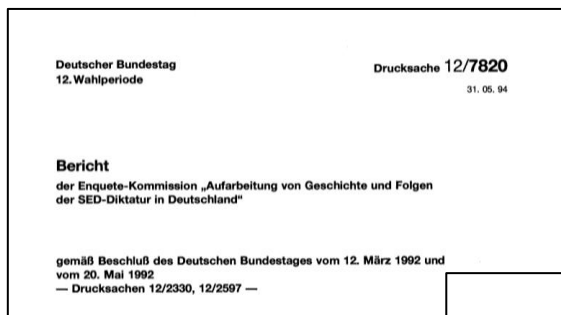 Deutscher Bundestag
12. Wahlperiode
Drucksache 12/7820
31. 05. 94
Bericht
der Enquete-Kommission „Aufarbeitung von Geschichte und Folgen
der SED-Diktatur in Deutschland"
gemäß Beschluß des Deutschen Bundestages vom 12. März 1992 und
vom 20. Mai 1992
— Drucksachen 12/2330, 12/2597 —